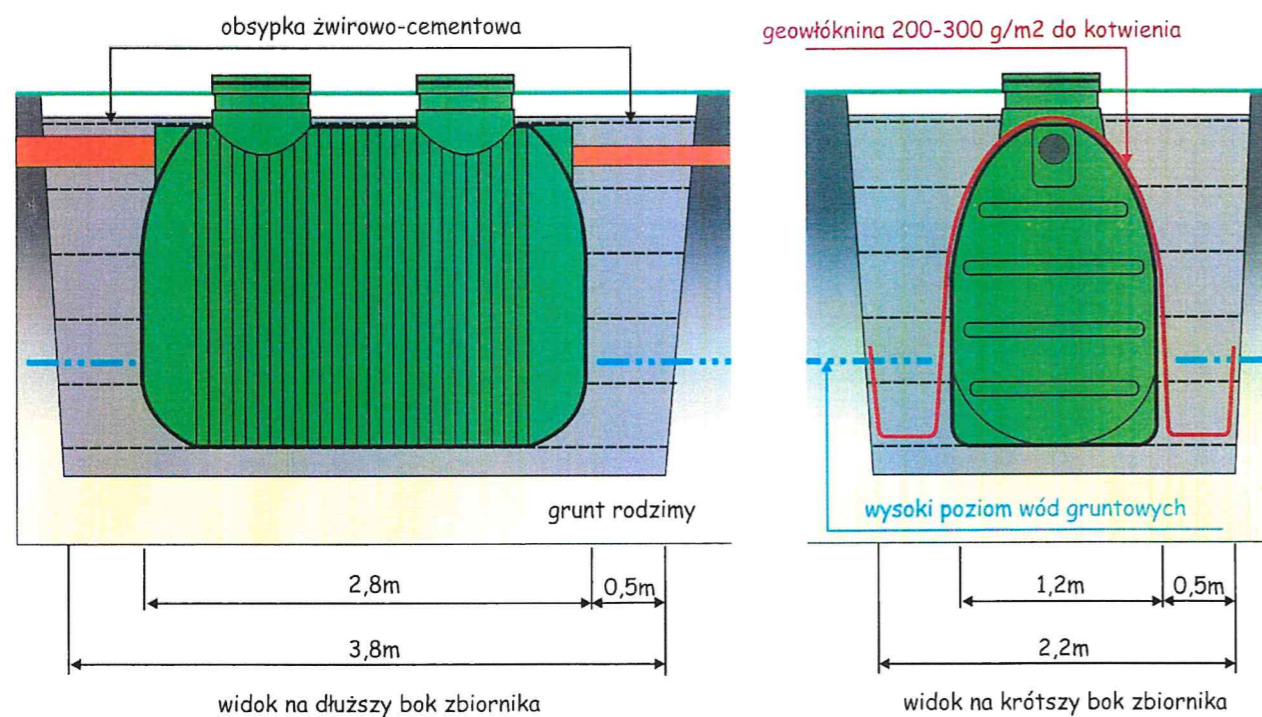 obsypka żwirowo-cementowa
geowłóknina 200-300 g/m2 do kotwienia
grunt rodzimy
wysoki poziom wód gruntowych
2,8m
0,5m
1,2m
0,5m
3,8m
2,2m
widok na dłuższy bok zbiornika
widok na krótszy bok zbiornika